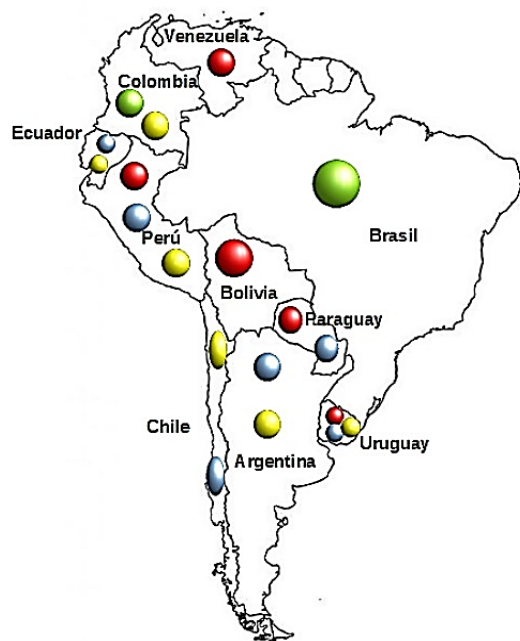 Venezuela
Colombia
Ecuador
Perú
Brasil
Bolivia
Paraguay
Chile
Argentina
Uruguay